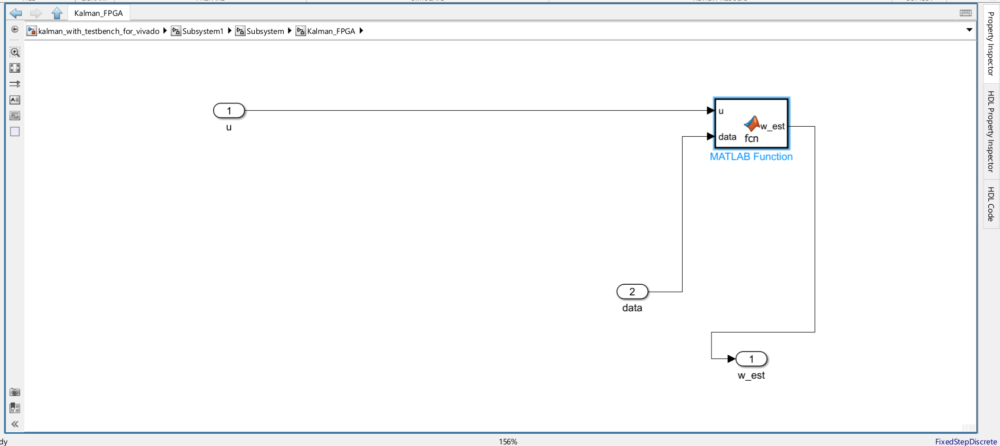 Kalman_FPGA
kalman_with_testbench_for_vivado Subsystem1 Subsystem Kalman_FPGA
1
u
u
w_est
data fcn
MATLAB Function
2
data
1
w_est
Property Inspector
HDL Property Inspector
HDL Code
dy
156%
FixedStepDiscrete